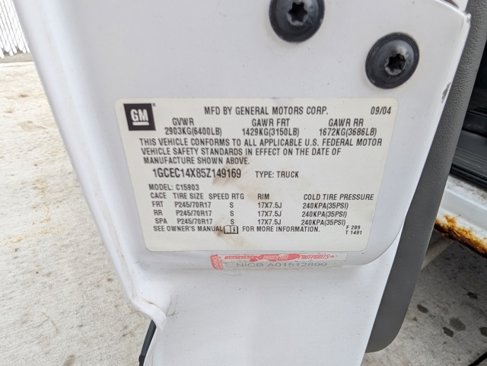 GM
MFD BY GENERAL MOTORS CORP. 09/04
GVWR GAWR FRT GAWR RR
2903KG(6400LB) 1429KG(3150LB) 1672KG(3686LB)
THIS VEHICLE CONFORMS TO ALL APPLICABLE U.S. FEDERAL MOTOR
VEHICLE SAFETY STANDARDS IN EFFECT ON THE DATE OF
MANUFACTURE SHOWN ABOVE.
1GCEC14X85Z149169 TYPE: TRUCK
MODEL: C15903
CACE TIRE SIZE SPEED RTG RIM COLD TIRE PRESSURE
FRT P245/70R17 S 17X7.5J 240KPA(35PSI)
RR P245/70R17 S 17X7.5J 240KPA(35PSI)
SPA P245/70R17 S 17X7.5J 240KPA(35PSI)
SEE OWNER'S MANUAL FOR MORE INFORMATION.
F 289
T 1491
NICB A01512800